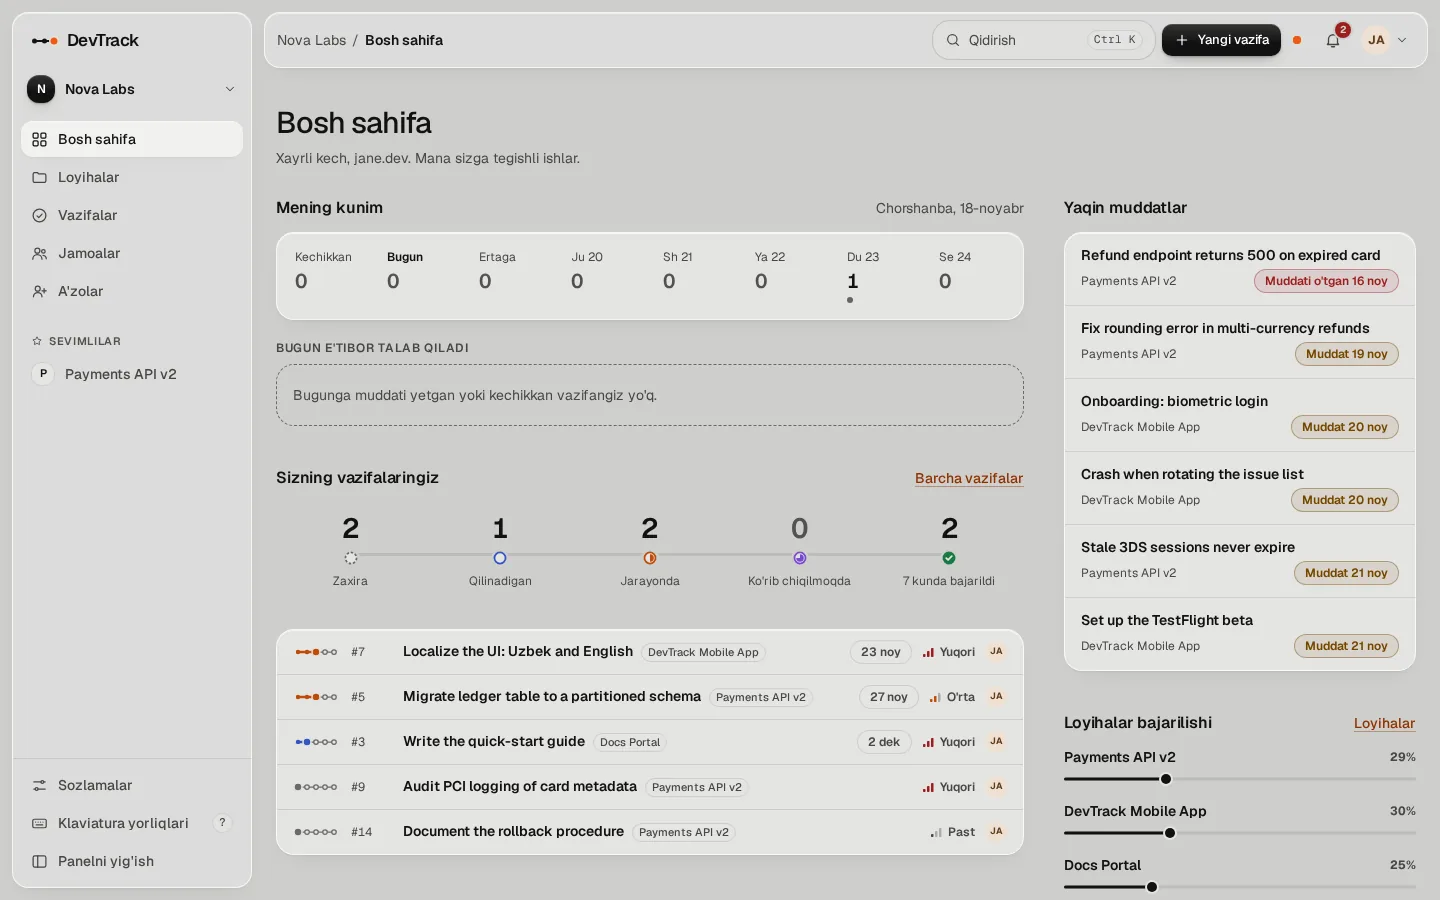 DevTrack
N Nova Labs
Bosh sahifa
Loyihalar
Vazifalar
Jamoalar
A'zolar
SEVIMLILAR
P Payments API v2
Sozlamalar
Klaviatura yorliqlari ?
Panelni yig'ish
Nova Labs / Bosh sahifa
Qidirish Ctrl K
Yangi vazifa
2
JA
Bosh sahifa
Xayrli kech, jane.dev. Mana sizga tegishli ishlar.
Mening kunim Chorshanba, 18-noyabr
Kechikkan Bugun Ertaga Ju 20 Sh 21 Ya 22 Du 23 Se 24
0 0 0 0 0 0 1 0
BUGUN E'TIBOR TALAB QILADI
Bugunga muddati yetgan yoki kechikkan vazifangiz yo'q.
Sizning vazifalaringiz Barcha vazifalar
2 1 2 0 2
Zaxira Qilinadigan Jarayonda Ko'rib chiqilmoqda 7 kunda bajarildi
#7 Localize the UI: Uzbek and English DevTrack Mobile App 23 noy Yuqori JA
#5 Migrate ledger table to a partitioned schema Payments API v2 27 noy O'rta JA
#3 Write the quick-start guide Docs Portal 2 dek Yuqori JA
#9 Audit PCI logging of card metadata Payments API v2 Yuqori JA
#14 Document the rollback procedure Payments API v2 Past JA
Yaqin muddatlar
Refund endpoint returns 500 on expired card
Payments API v2 Muddati o'tgan 16 noy
Fix rounding error in multi-currency refunds
Payments API v2 Muddat 19 noy
Onboarding: biometric login
DevTrack Mobile App Muddat 20 noy
Crash when rotating the issue list
DevTrack Mobile App Muddat 20 noy
Stale 3DS sessions never expire
Payments API v2 Muddat 21 noy
Set up the TestFlight beta
DevTrack Mobile App Muddat 21 noy
Loyihalar bajarilishi Loyihalar
Payments API v2 29%
DevTrack Mobile App 30%
Docs Portal 25%